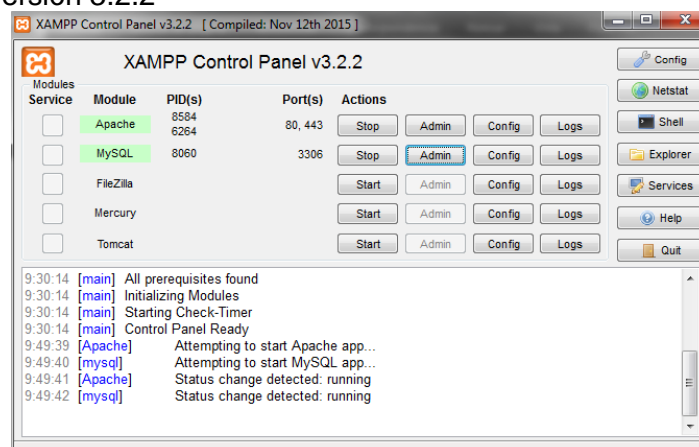 ersion 3.2.2
XAMPP Control Panel v3.2.2 [ Compiled: Nov 12th 2015 ]
XAMPP Control Panel v3.2.2
Config
Modules
Service Module PID(s) Port(s) Actions
Netstat
Apache 8584 6264 80, 443 Stop Admin Config Logs
Shell
MySQL 8060 3306 Stop Admin Config Logs
Explorer
FileZilla Start Admin Config Logs
Services
Mercury Start Admin Config Logs
Help
Tomcat Start Admin Config Logs
Quit
9:30:14 [main] All prerequisites found
9:30:14 [main] Initializing Modules
9:30:14 [main] Starting Check-Timer
9:30:14 [main] Control Panel Ready
9:49:39 [Apache] Attempting to start Apache app...
9:49:40 [mysql] Attempting to start MySQL app...
9:49:41 [Apache] Status change detected: running
9:49:42 [mysql] Status change detected: running